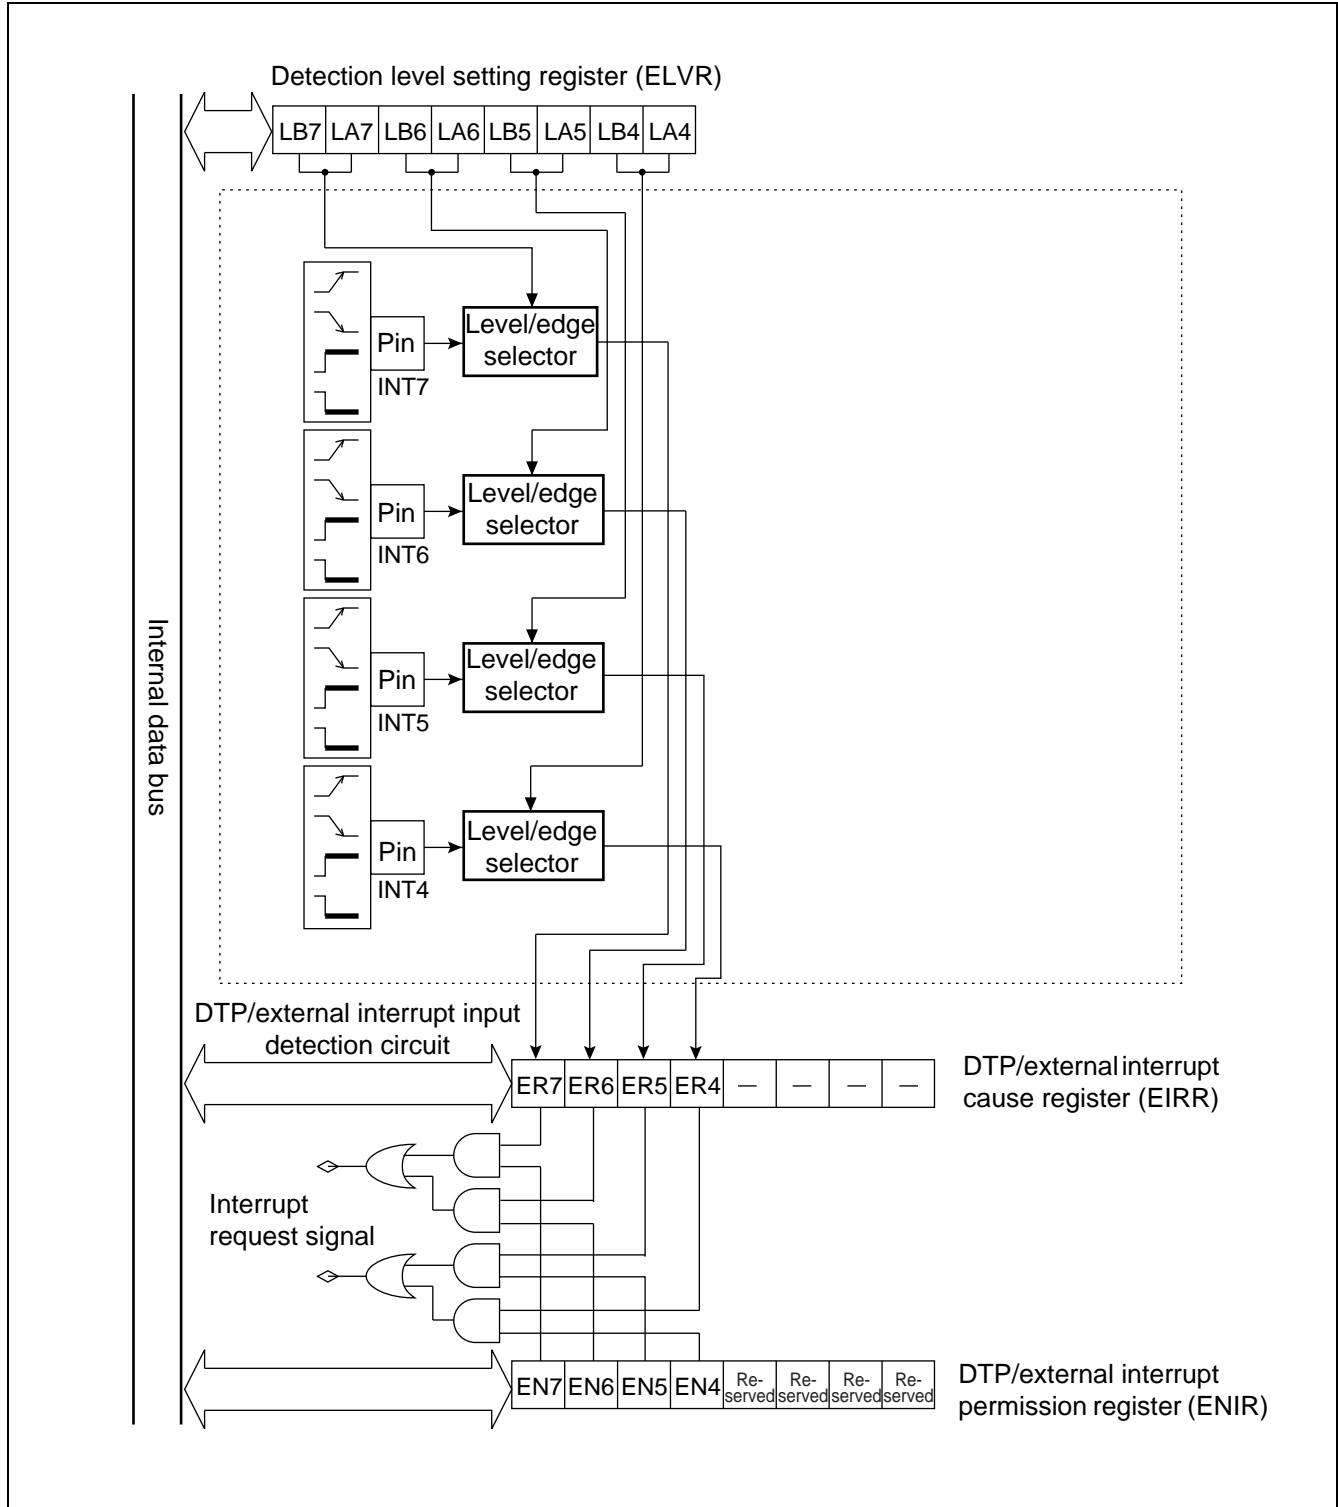 Detection level setting register (ELVR)
LB7 LA7 LB6 LA6 LB5 LA5 LB4 LA4
Level/edge
selector
Pin
INT7
Level/edge
selector
Pin
INT6
Level/edge
selector
Pin
INT5
Level/edge
selector
Pin
INT4
Internal data bus
DTP/external interrupt input
detection circuit
ER7 ER6 ER5 ER4 — — — —
DTP/external interrupt
cause register (EIRR)
Interrupt
request signal
EN7 EN6 EN5 EN4 Re- Re- Re- Re-
served served served served
DTP/external interrupt
permission register (ENIR)